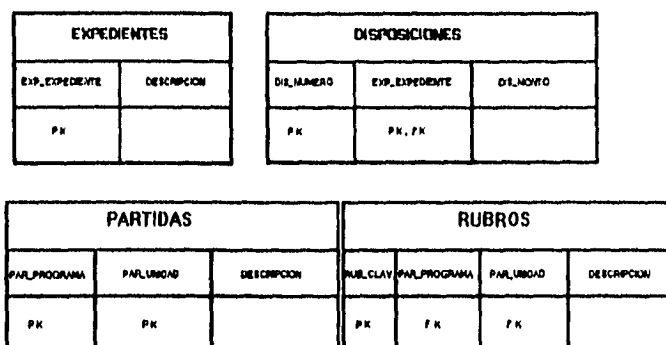 EXPEDIENTES
EXP_EXPEDIENTE DESCRIPCION
PK
DISPOSICIONES
DIS_NUMERO EXP_EXPEDIENTE DIS_MONTO
PK PK, FK
PARTIDAS
PAR_PROGRAMA PAR_UNIDAD DESCRIPCION
PK PK
RUBROS
RUB_CLAV PAR_PROGRAMA PAR_UNIDAD DESCRIPCION
PK FK FK